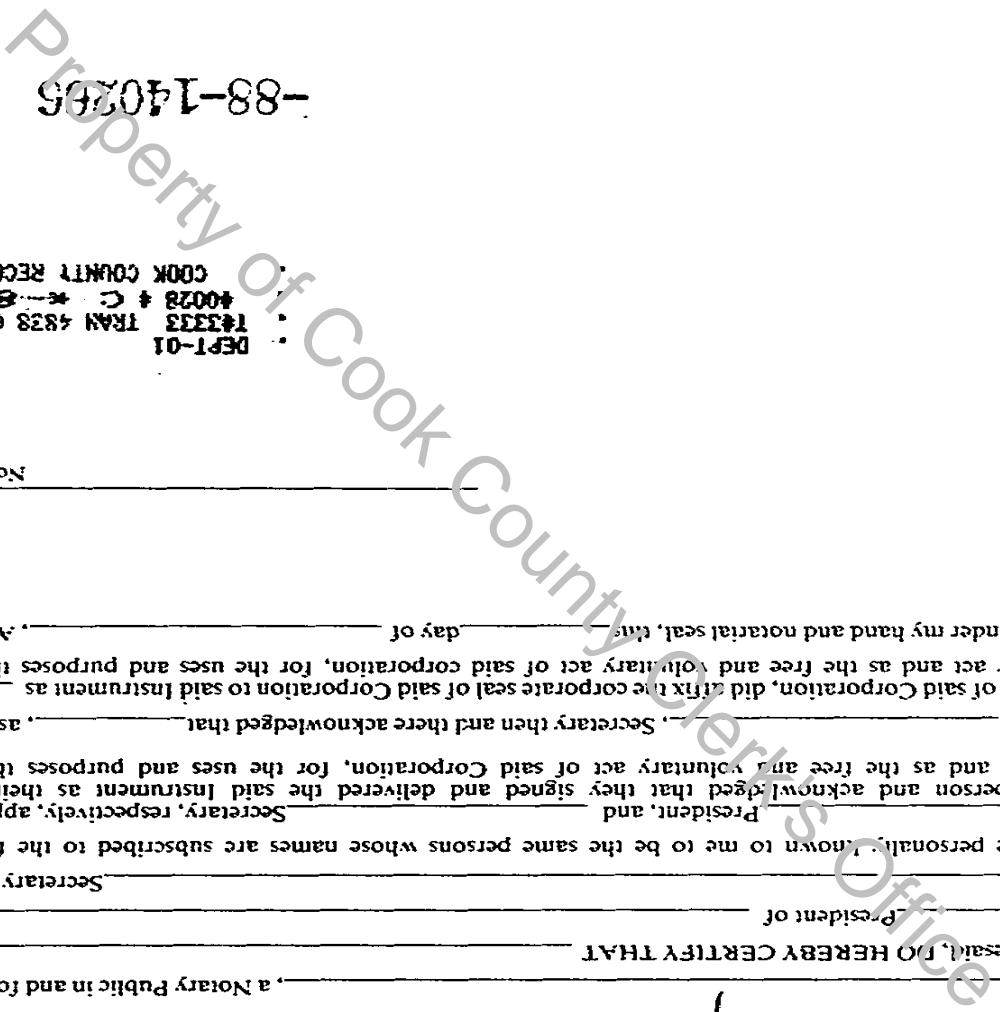 , a Notary Public in and fo
esaid, DO HEREBY CERTIFY THAT
President of
Secretary
e personally known to me to be the same persons whose names are subscribed to the f
President, and Secretary, respectively, app
person and acknowledged that they signed and delivered the said Instrument as thei
and as the free and voluntary act of said Corporation, for the uses and purposes th
, Secretary then and there acknowledged that , as
of said Corporation, did affix the corporate seal of said Corporation to said Instrument as
r act and as the free and voluntary act of said corporation, for the uses and purposes th
nder my hand and notarial seal, this day of , A
No
DEPT-01
T#3333 TRAN 4838
#0028 # C *-8
COOK COUNTY RECO
-88-140265
Property of Cook County Clerk's Office